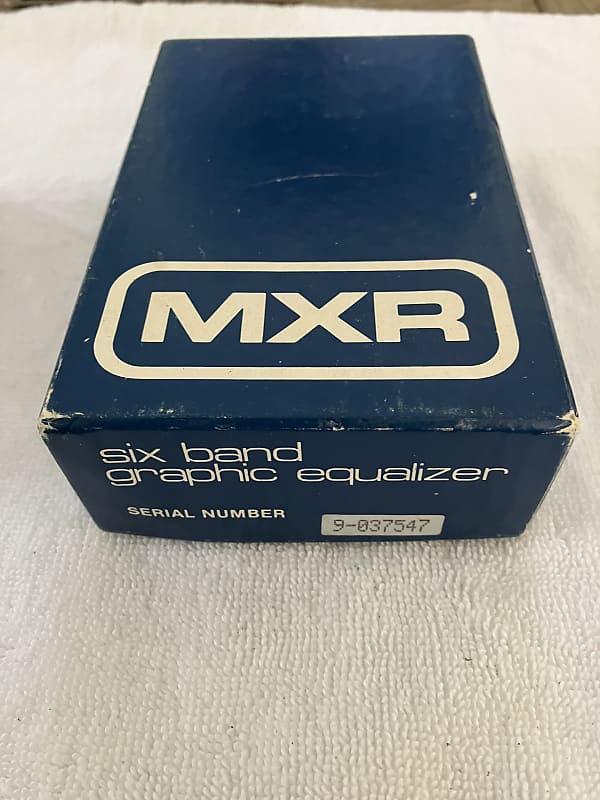 MXR
six band
graphic equalizer
SERIAL NUMBER 9-037547